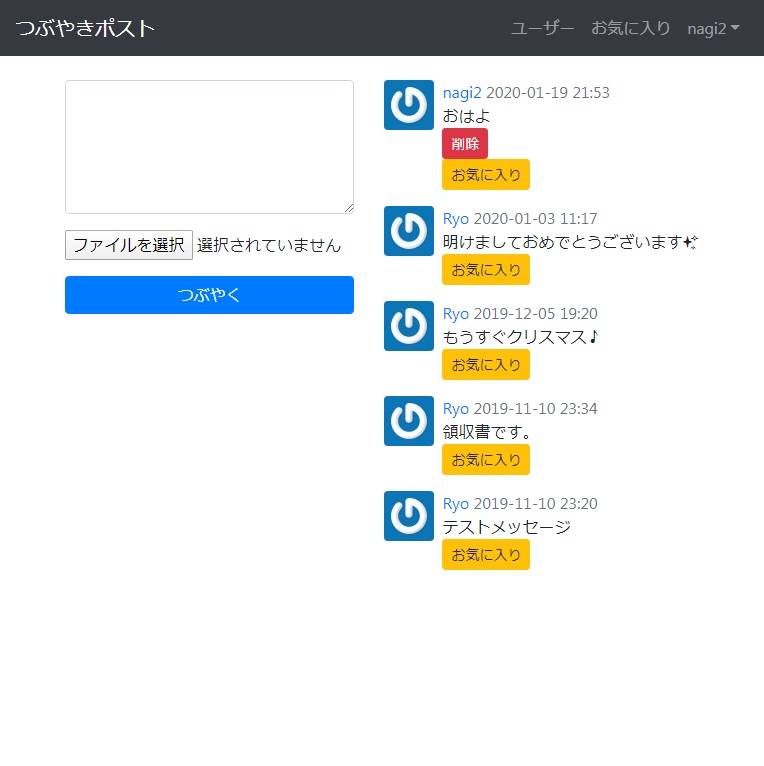 つぶやきポスト
ユーザー お気に入り nagi2
ファイルを選択 選択されていません
つぶやく
nagi2 2020-01-19 21:53
おはよ
削除
お気に入り
Ryo 2020-01-03 11:17
明けましておめでとうございます✨
お気に入り
Ryo 2019-12-05 19:20
もうすぐクリスマス♪
お気に入り
Ryo 2019-11-10 23:34
領収書です。
お気に入り
Ryo 2019-11-10 23:20
テストメッセージ
お気に入り